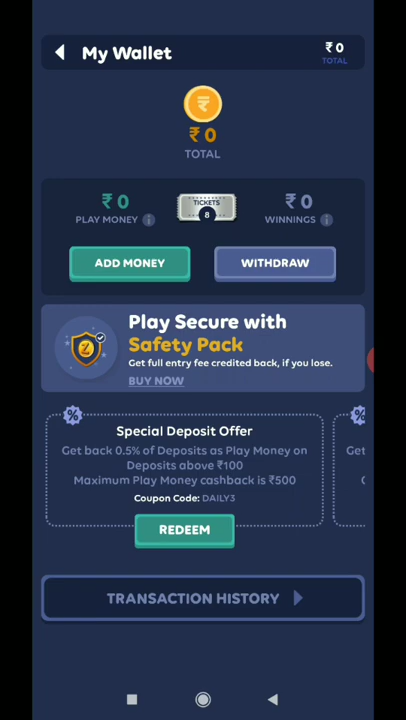 My Wallet
₹ 0
TOTAL
₹ 0
TOTAL
₹ 0
PLAY MONEY
TICKETS
8
₹ 0
WINNINGS
ADD MONEY
WITHDRAW
Play Secure with
Safety Pack
Get full entry fee credited back, if you lose.
BUY NOW
Special Deposit Offer
Get back 0.5% of Deposits as Play Money on
Deposits above ₹100
Maximum Play Money cashback is ₹500
Coupon Code: DAILY3
REDEEM
Get
TRANSACTION HISTORY